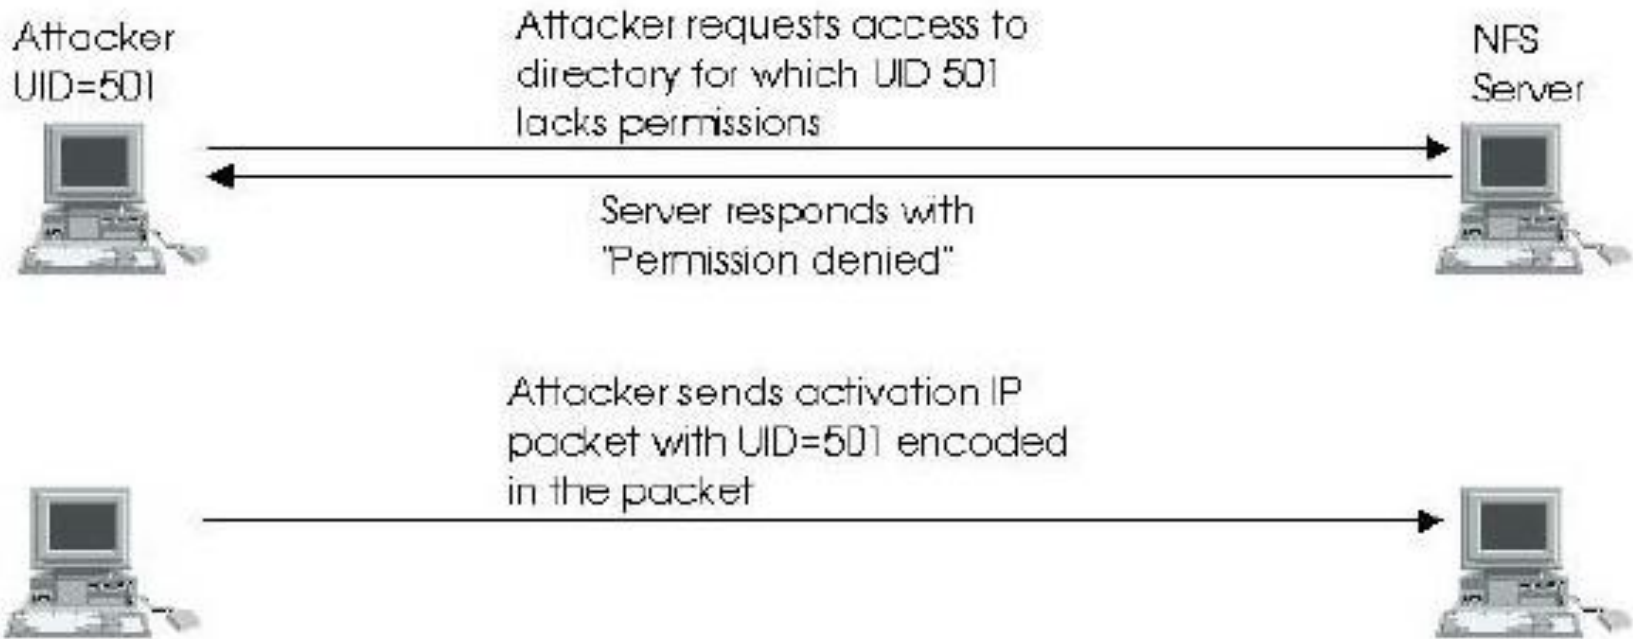 Attacker
UID=501
Attacker requests access to
directory for which UID 501
lacks permissions
NFS
Server
Server responds with
"Permission denied"
Attacker sends activation IP
packet with UID=501 encoded
in the packet